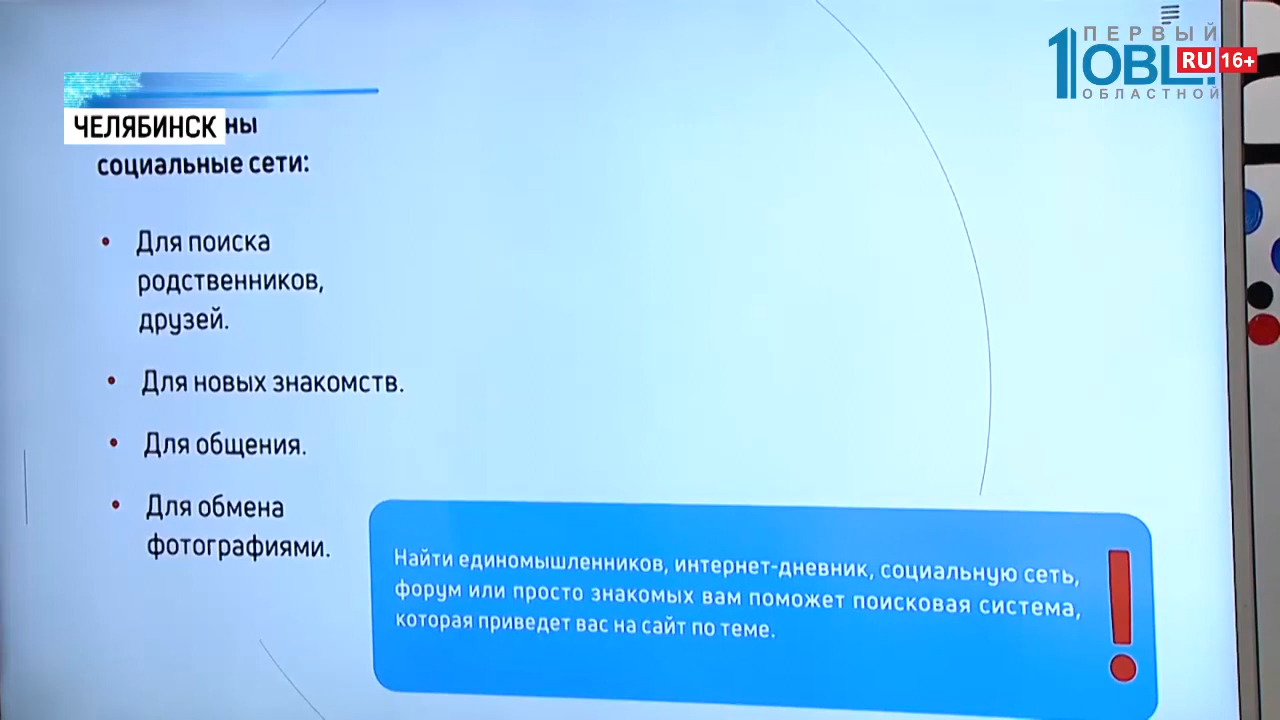 ПЕРВЫЙ
1OBL.
RU 16+
ОБЛАСТНОЙ
ЧЕЛЯБИНСК
ны
социальные сети:
• Для поиска
родственников,
друзей.
• Для новых знакомств.
• Для общения.
• Для обмена
фотографиями.
Найти единомышленников, интернет-дневник, социальную сеть,
форум или просто знакомых вам поможет поисковая система,
которая приведет вас на сайт по теме.
!